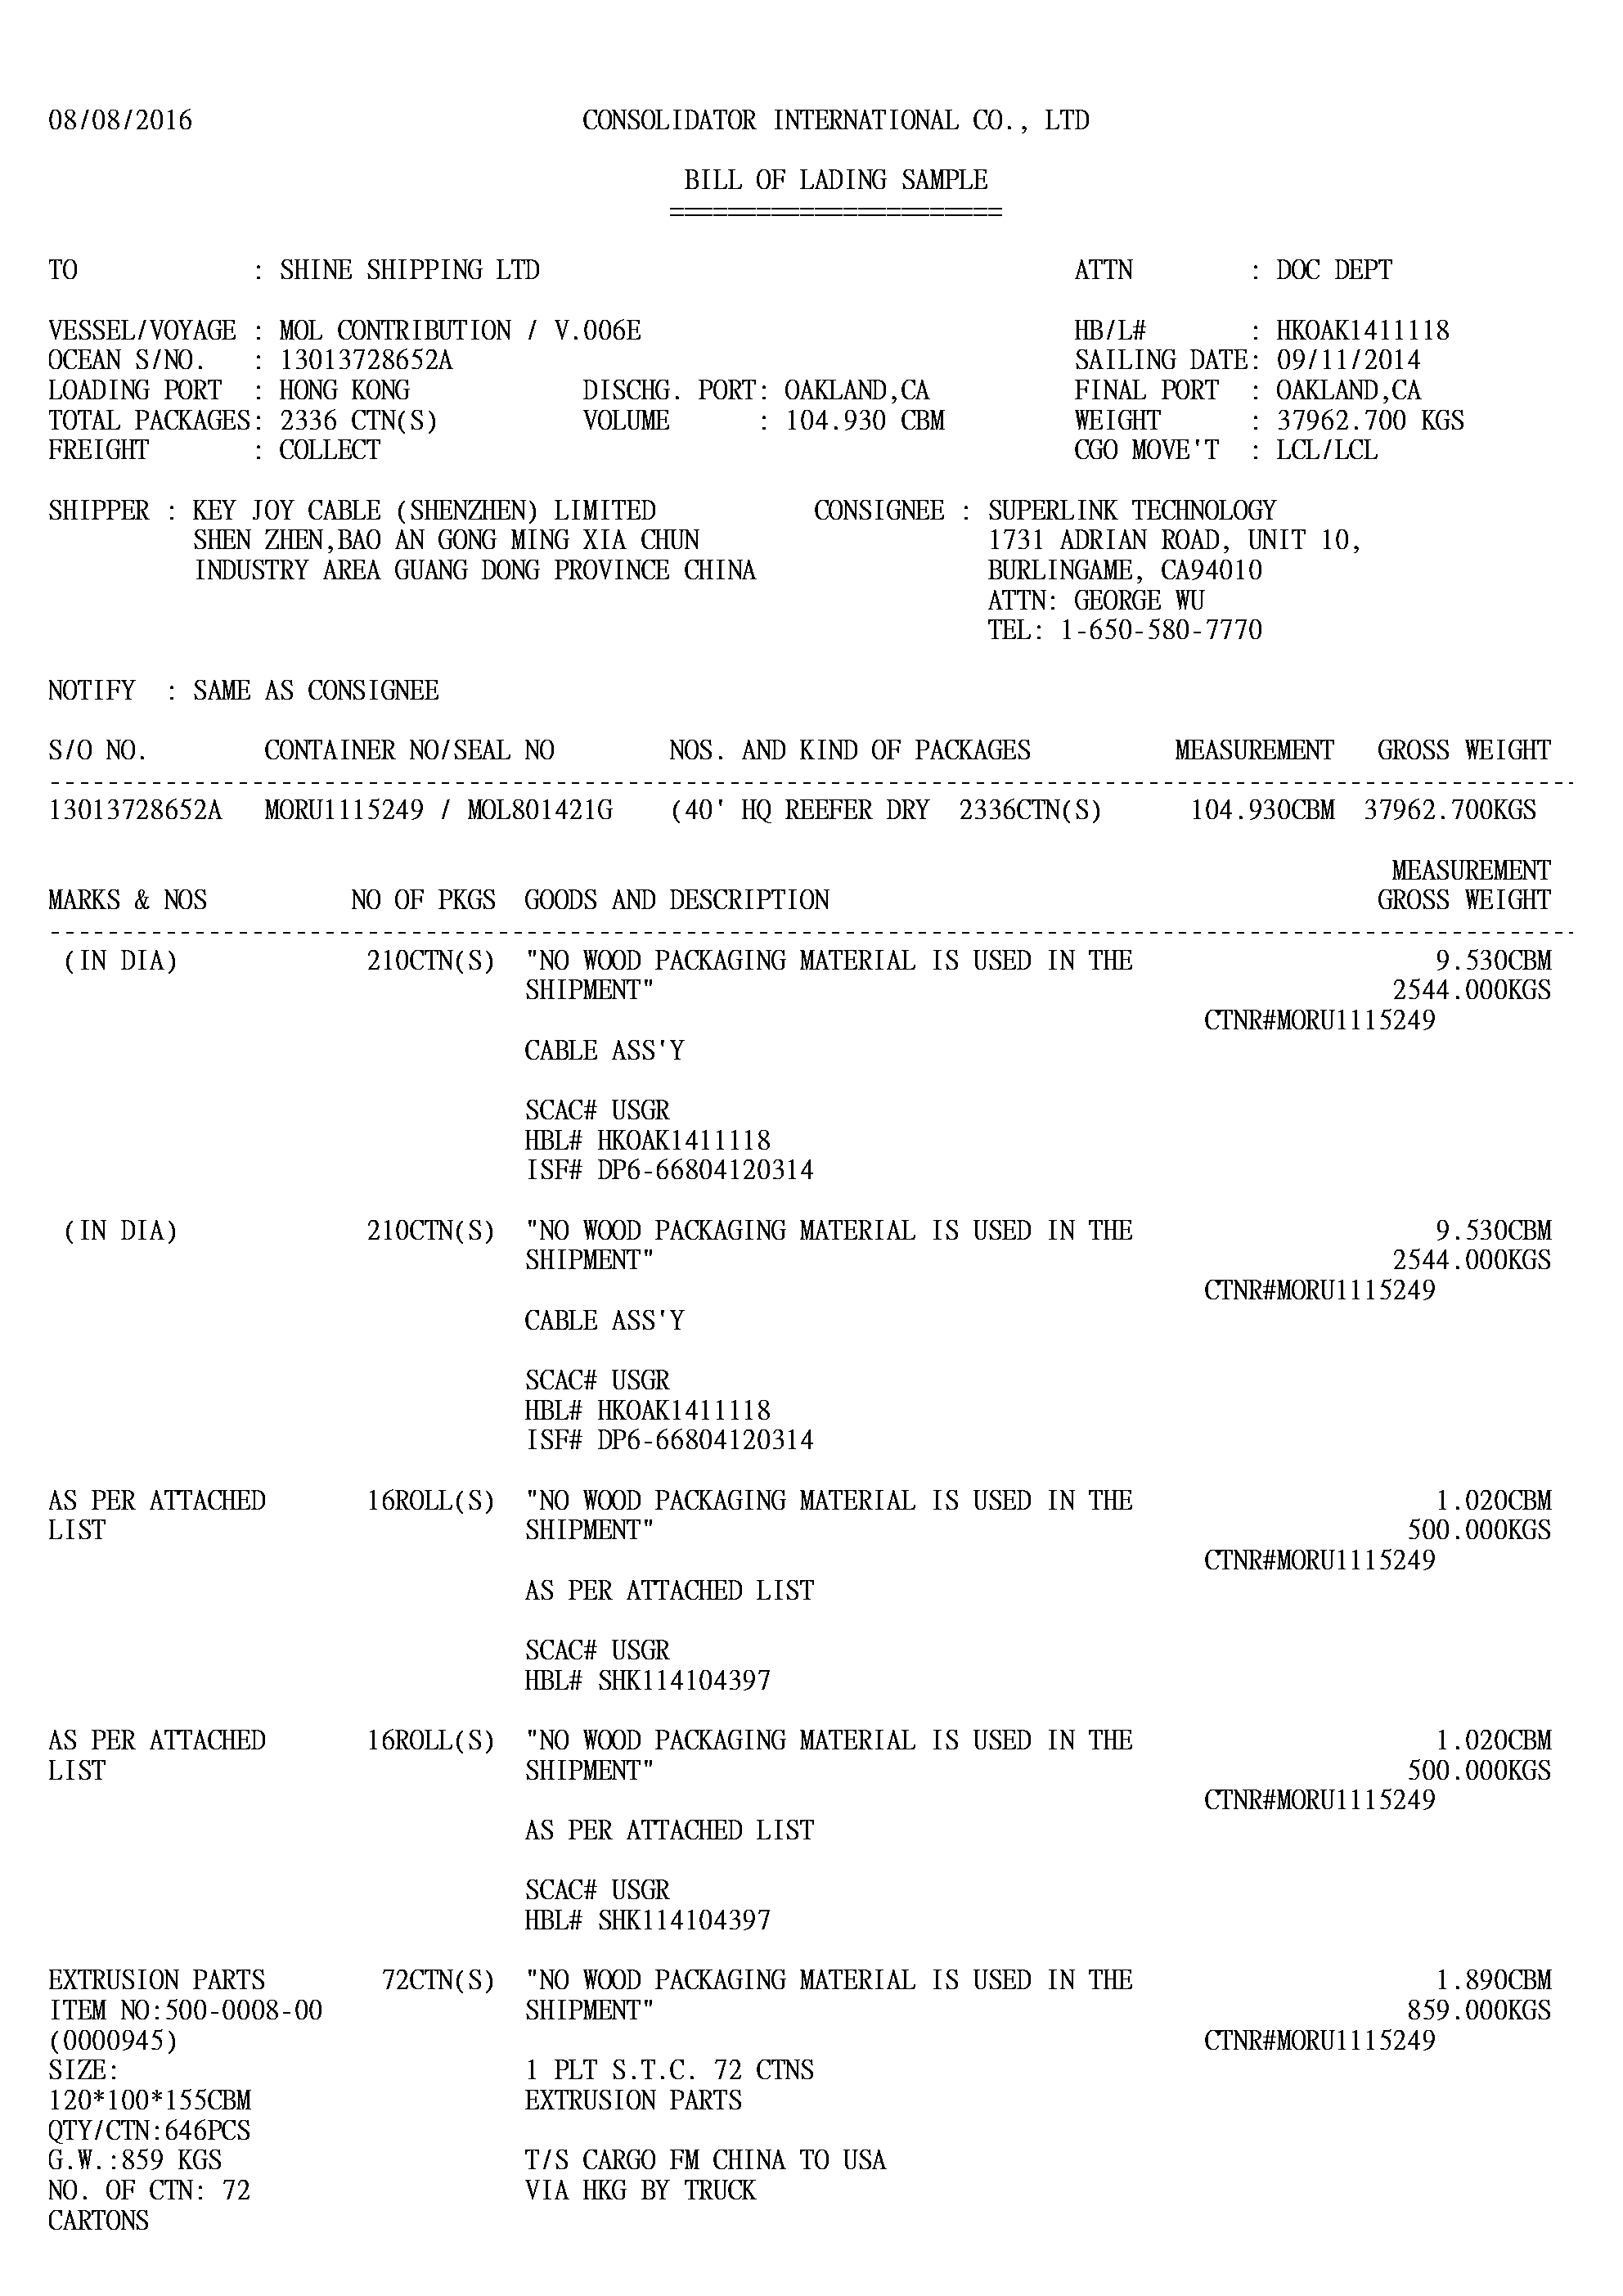 08/08/2016 CONSOLIDATOR INTERNATIONAL CO., LTD
BILL OF LADING SAMPLE
=======================
TO : SHINE SHIPPING LTD ATTN : DOC DEPT
VESSEL/VOYAGE : MOL CONTRIBUTION / V.006E HB/L# : HKOAK1411118
OCEAN S/NO. : 13013728652A SAILING DATE: 09/11/2014
LOADING PORT : HONG KONG DISCHG. PORT: OAKLAND,CA FINAL PORT : OAKLAND,CA
TOTAL PACKAGES: 2336 CTN(S) VOLUME : 104.930 CBM WEIGHT : 37962.700 KGS
FREIGHT : COLLECT CGO MOVE'T : LCL/LCL
SHIPPER : KEY JOY CABLE (SHENZHEN) LIMITED CONSIGNEE : SUPERLINK TECHNOLOGY
SHEN ZHEN,BAO AN GONG MING XIA CHUN 1731 ADRIAN ROAD, UNIT 10,
INDUSTRY AREA GUANG DONG PROVINCE CHINA BURLINGAME, CA94010
ATTN: GEORGE WU
TEL: 1-650-580-7770
NOTIFY : SAME AS CONSIGNEE
S/O NO. CONTAINER NO/SEAL NO NOS. AND KIND OF PACKAGES MEASUREMENT GROSS WEIGHT
13013728652A MORU1115249 / MOL801421G (40' HQ REEFER DRY 2336CTN(S) 104.930CBM 37962.700KGS
MEASUREMENT
MARKS & NOS NO OF PKGS GOODS AND DESCRIPTION GROSS WEIGHT
(IN DIA) 210CTN(S) "NO WOOD PACKAGING MATERIAL IS USED IN THE 9.530CBM
SHIPMENT" 2544.000KGS
CTNR#MORU1115249
CABLE ASS'Y
SCAC# USGR
HBL# HKOAK1411118
ISF# DP6-66804120314
(IN DIA) 210CTN(S) "NO WOOD PACKAGING MATERIAL IS USED IN THE 9.530CBM
SHIPMENT" 2544.000KGS
CTNR#MORU1115249
CABLE ASS'Y
SCAC# USGR
HBL# HKOAK1411118
ISF# DP6-66804120314
AS PER ATTACHED 16ROLL(S) "NO WOOD PACKAGING MATERIAL IS USED IN THE 1.020CBM
LIST SHIPMENT" 500.000KGS
CTNR#MORU1115249
AS PER ATTACHED LIST
SCAC# USGR
HBL# SHK114104397
AS PER ATTACHED 16ROLL(S) "NO WOOD PACKAGING MATERIAL IS USED IN THE 1.020CBM
LIST SHIPMENT" 500.000KGS
CTNR#MORU1115249
AS PER ATTACHED LIST
SCAC# USGR
HBL# SHK114104397
EXTRUSION PARTS 72CTN(S) "NO WOOD PACKAGING MATERIAL IS USED IN THE 1.890CBM
ITEM NO:500-0008-00 SHIPMENT" 859.000KGS
(0000945) CTNR#MORU1115249
SIZE: 1 PLT S.T.C. 72 CTNS
120*100*155CBM EXTRUSION PARTS
QTY/CTN:646PCS
G.W.:859 KGS T/S CARGO FM CHINA TO USA
NO. OF CTN: 72 VIA HKG BY TRUCK
CARTONS